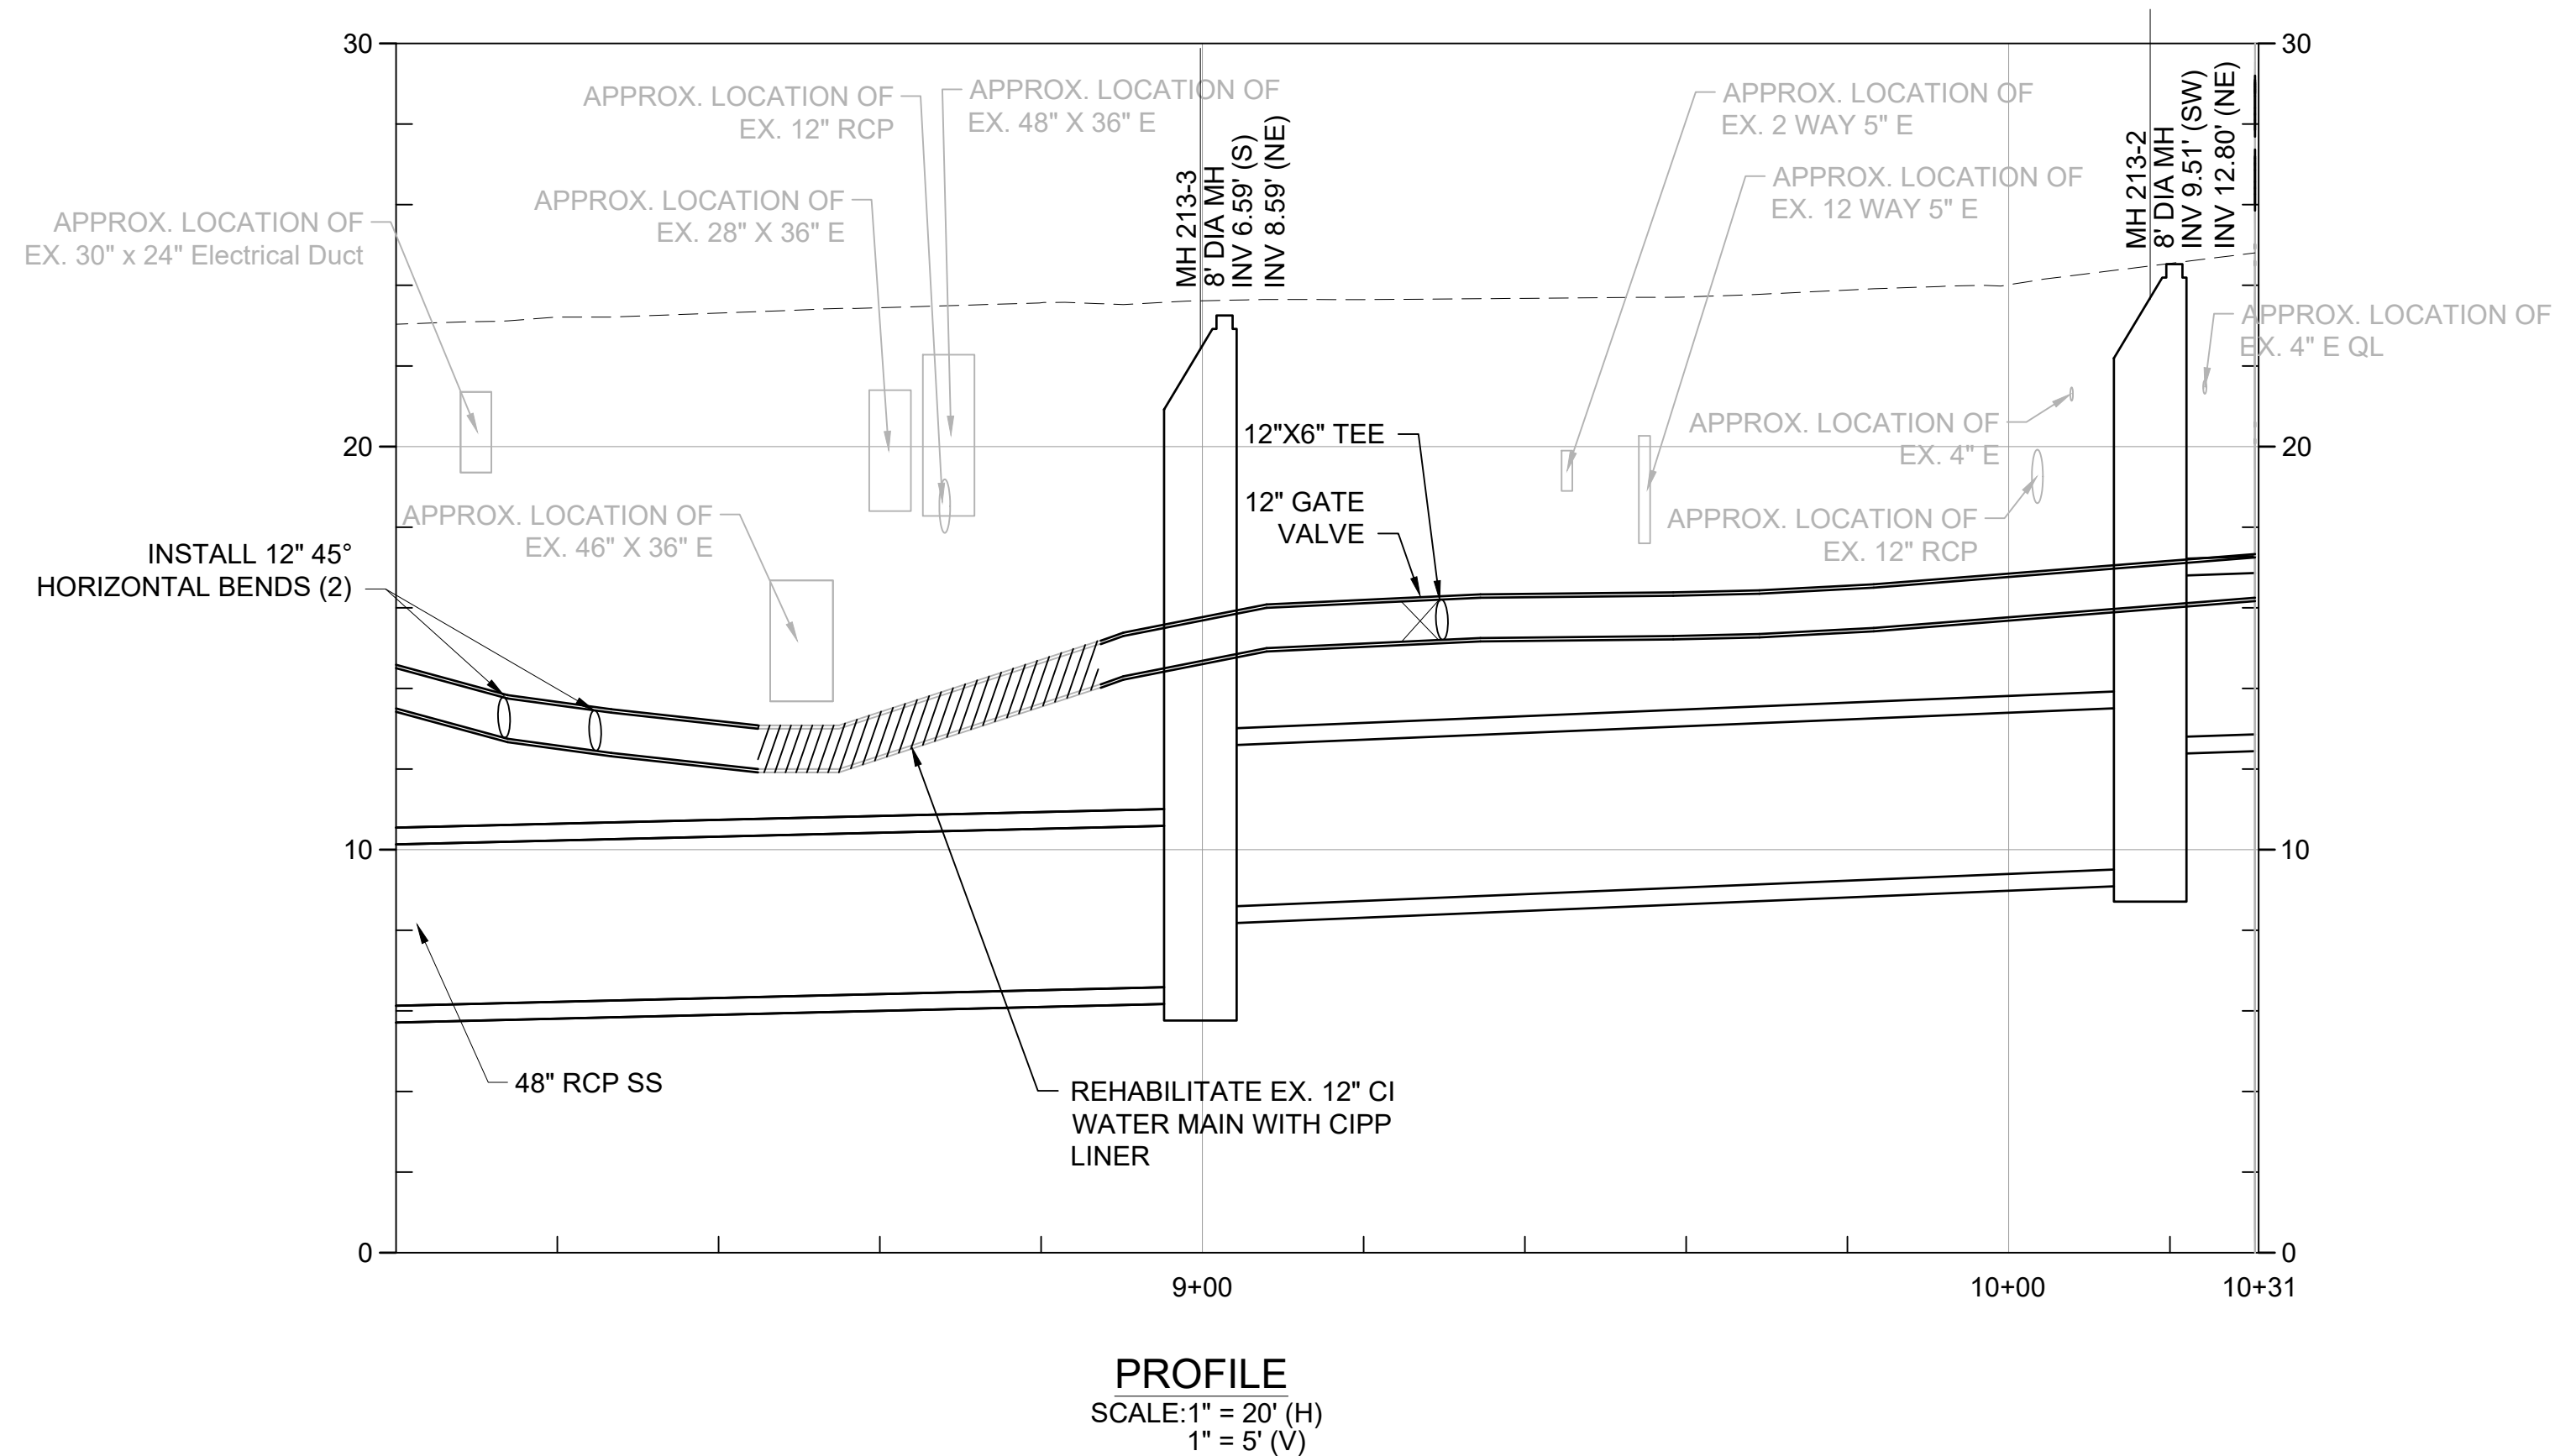 30
30
APPROX. LOCATION OF
EX. 12" RCP
APPROX. LOCATION OF
EX. 48" X 36" E
APPROX. LOCATION OF
EX. 2 WAY 5" E
MH 213-3
8' DIA MH
INV 6.59' (S)
INV 8.59' (NE)
MH 213-2
8' DIA MH
INV 9.51' (SW)
INV 12.80' (NE)
APPROX. LOCATION OF
EX. 30" x 24" Electrical Duct
APPROX. LOCATION OF
EX. 28" X 36" E
APPROX. LOCATION OF
EX. 12 WAY 5" E
APPROX. LOCATION OF
EX. 4" E QL
20
20
12"X6" TEE
APPROX. LOCATION OF
EX. 4" E
12" GATE
VALVE
APPROX. LOCATION OF
EX. 46" X 36" E
APPROX. LOCATION OF
EX. 12" RCP
INSTALL 12" 45°
HORIZONTAL BENDS (2)
10
10
48" RCP SS
REHABILITATE EX. 12" CI
WATER MAIN WITH CIPP
LINER
0
0
9+00
10+00
10+31
PROFILE
SCALE:1" = 20' (H)
1" = 5' (V)